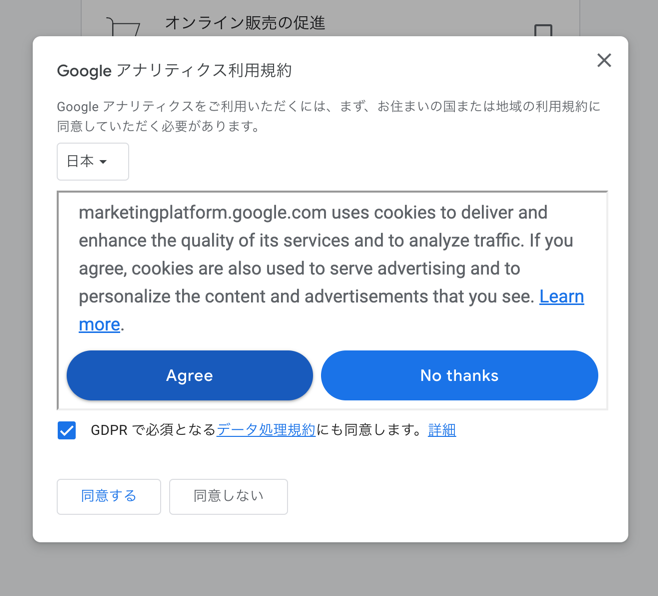 オンライン販売の促進
Google アナリティクス利用規約
Google アナリティクスをご利用いただくには、まず、お住まいの国または地域の利用規約に
同意していただく必要があります。
日本
marketingplatform.google.com uses cookies to deliver and
enhance the quality of its services and to analyze traffic. If you
agree, cookies are also used to serve advertising and to
personalize the content and advertisements that you see. Learn
more.
Agree No thanks
GDPR で必須となるデータ処理規約にも同意します。詳細
同意する 同意しない